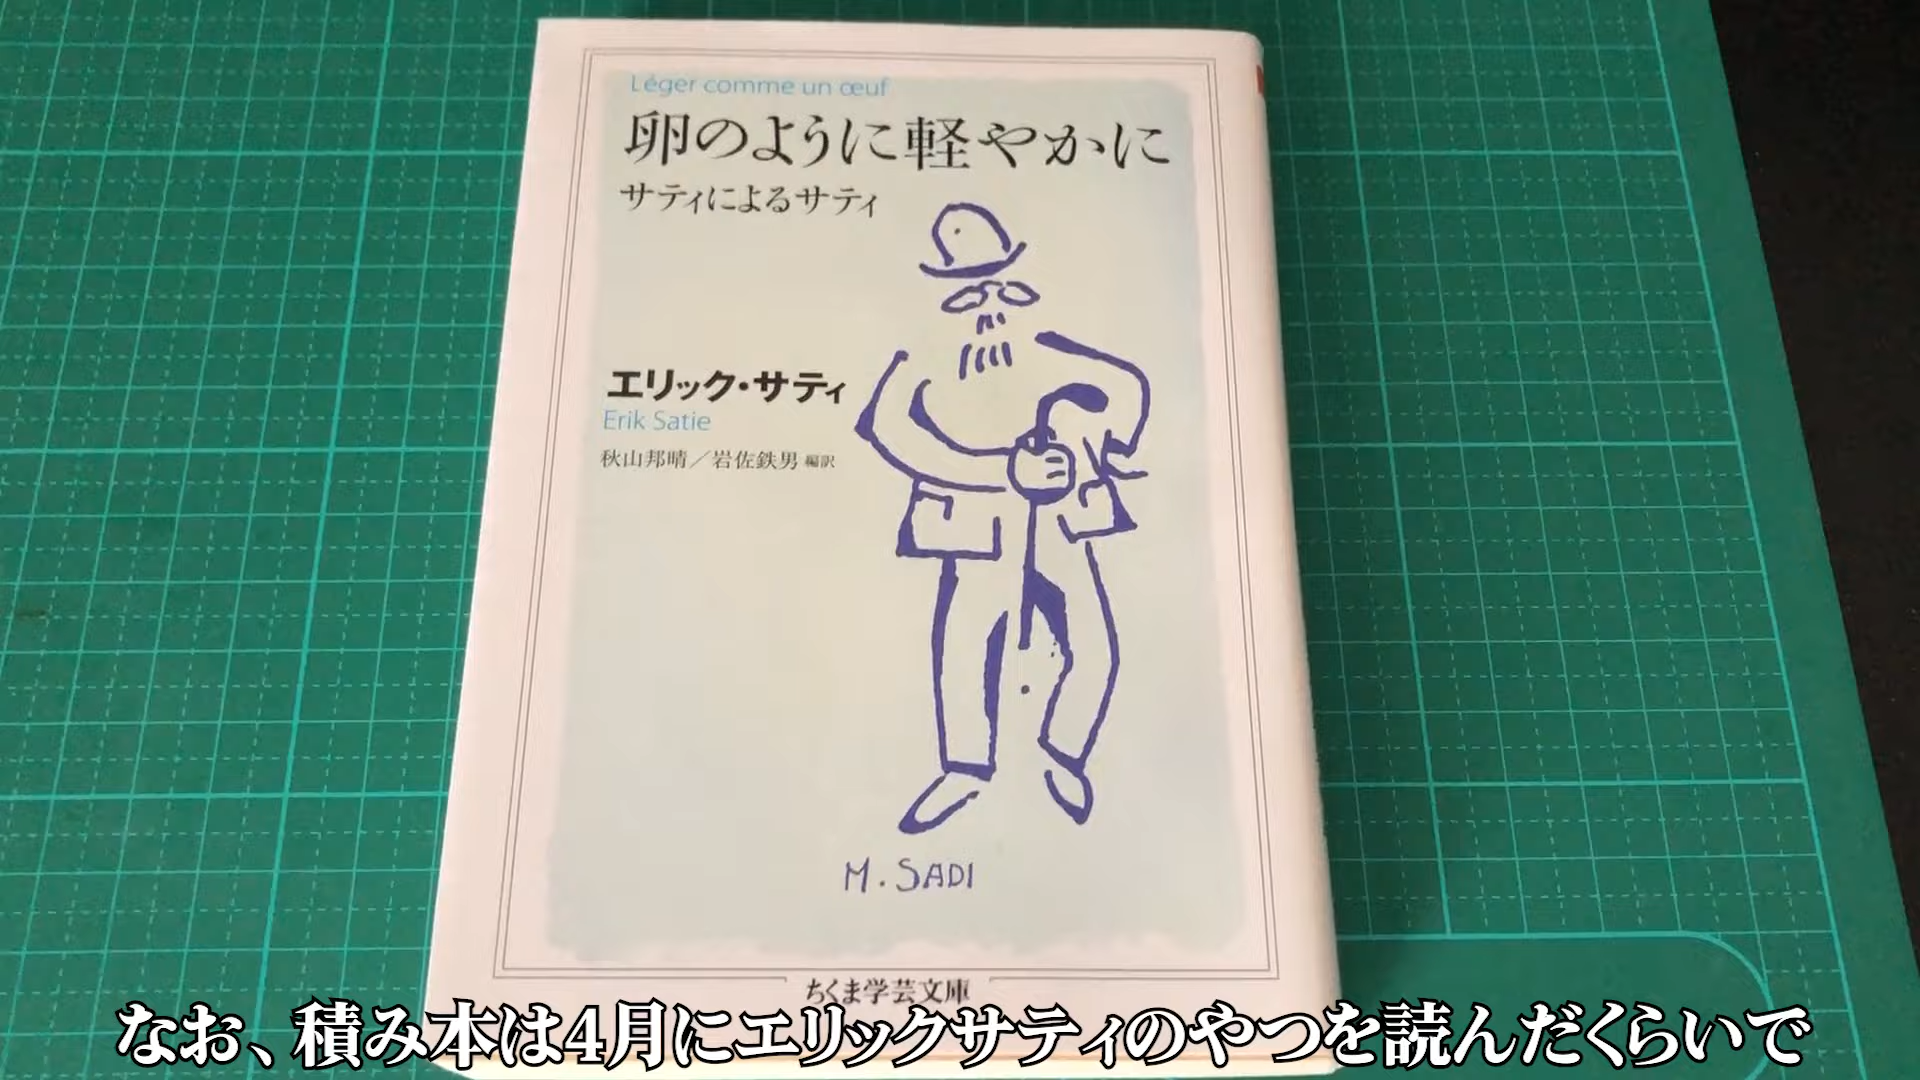 Léger comme un œuf
卵のように軽やかに
サティによるサティ
エリック・サティ
Erik Satie
秋山邦晴／岩佐鉄男 編訳
M. SADI
ちくま学芸文庫
なお、積み本は4月にエリックサティのやつを読んだくらいで